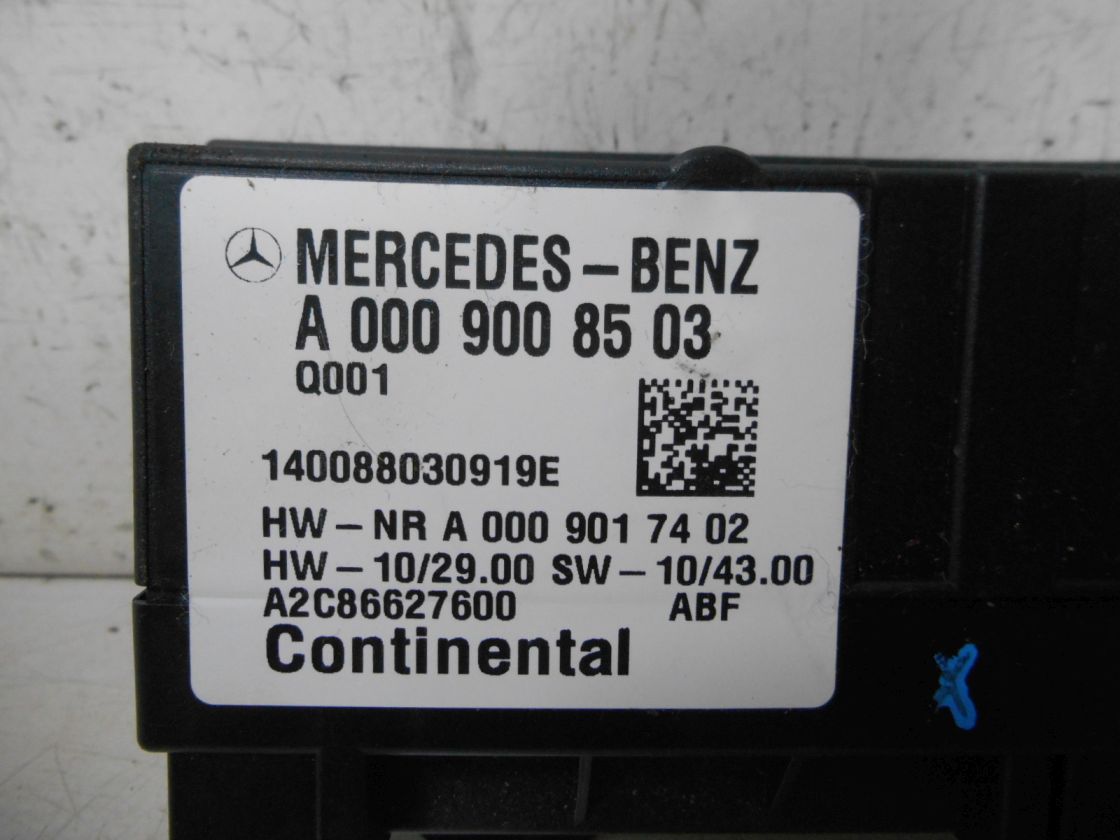 MERCEDES-BENZ
A 000 900 85 03
Q001
140088030919E
HW-NR A 000 901 74 02
HW-10/29.00 SW-10/43.00
A2C86627600 ABF
Continental